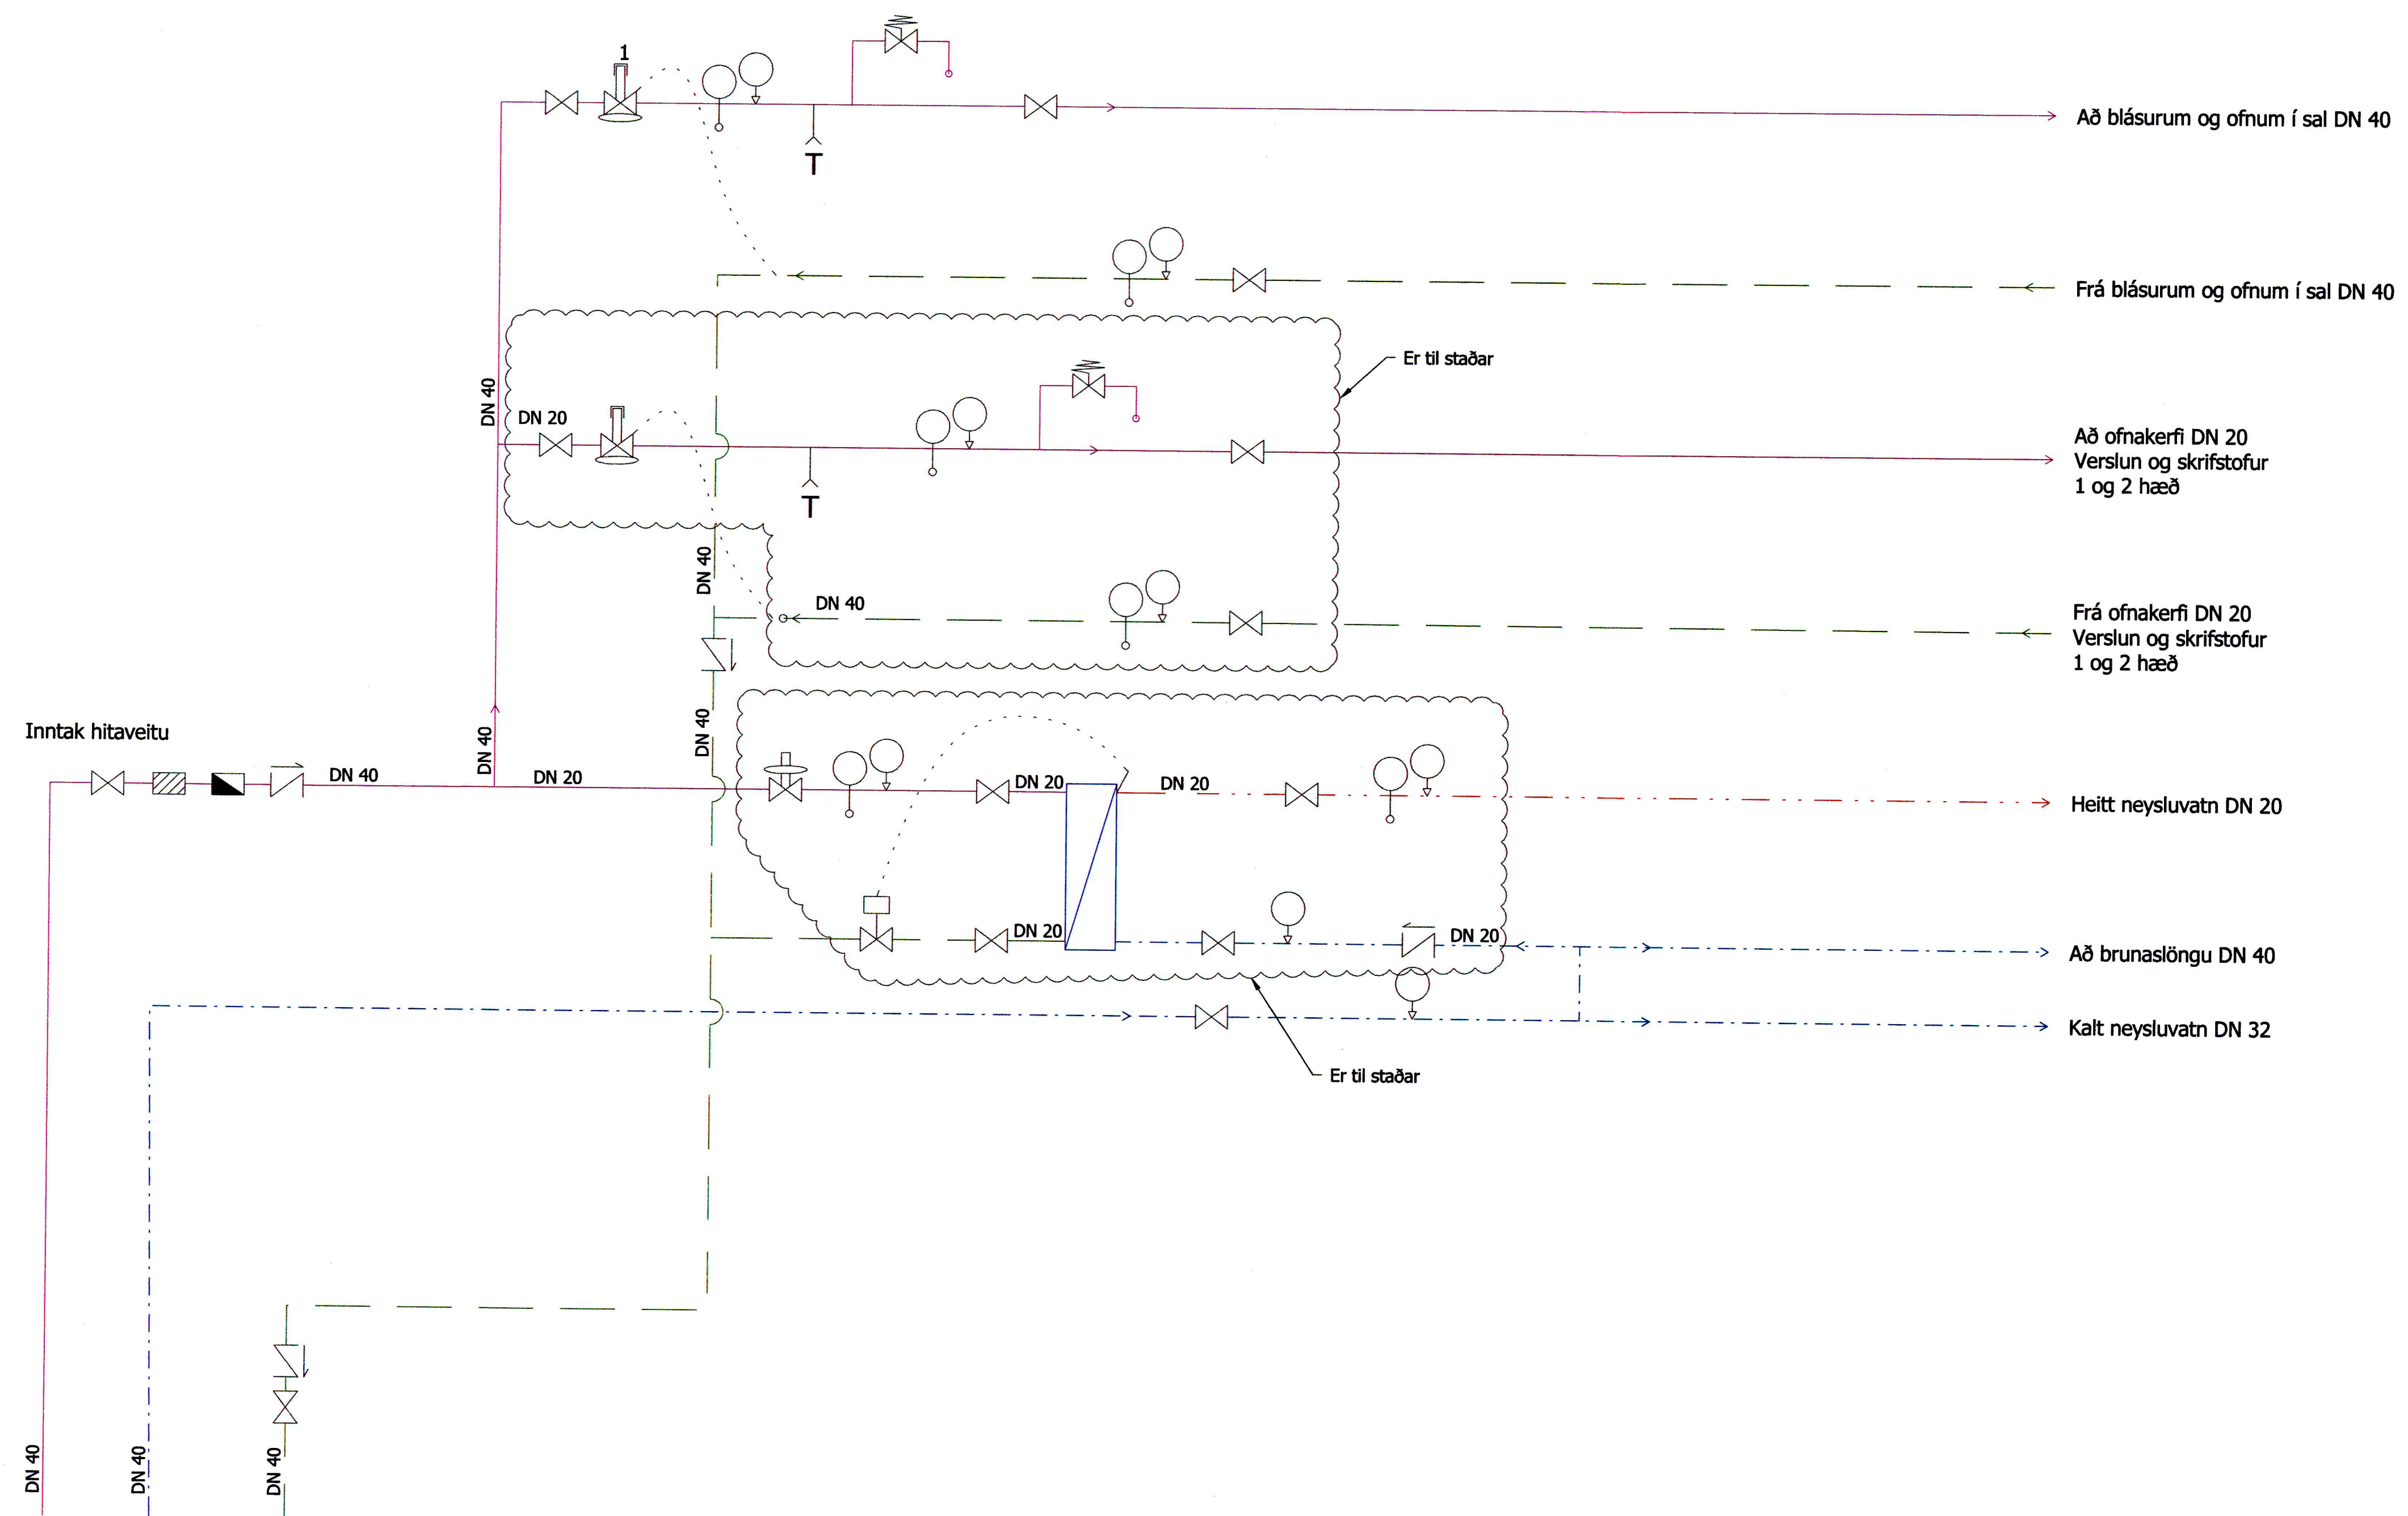 1
T
Að blásurum og ofnum í sal DN 40
Frá blásurum og ofnum í sal DN 40
Er til staðar
DN 40
DN 20
T
Að ofnakerfi DN 20
Verslun og skrifstofur
1 og 2 hæð
DN 40
DN 40
Frá ofnakerfi DN 20
Verslun og skrifstofur
1 og 2 hæð
Inntak hitaveitu
DN 40
DN 40
DN 40
DN 20
DN 20
DN 20
Heitt neysluvatn DN 20
DN 20
DN 20
Að brunaslöngu DN 40
Kalt neysluvatn DN 32
Er til staðar
DN 40
DN 40
DN 40